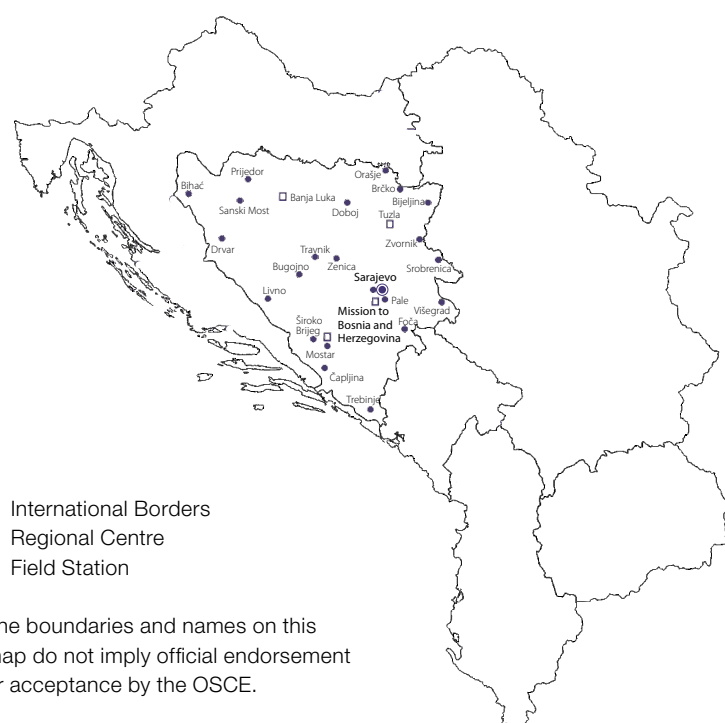 Orašje
Prijedor
Bihać
Brčko
Banja Luka
Bijeljina
Sanski Most
Doboj
Tuzla
Drvar
Zvornik
Travnik
Zenica
Srobrenica
Bugojno
Sarajevo
Livno
Pale
Mission to
Bosnia and
Herzegovina
Višegrad
Foča
Široko
Brijeg
Mostar
Čapljina
Trebinje
International Borders
Regional Centre
Field Station
he boundaries and names on this
ap do not imply official endorsement
r acceptance by the OSCE.